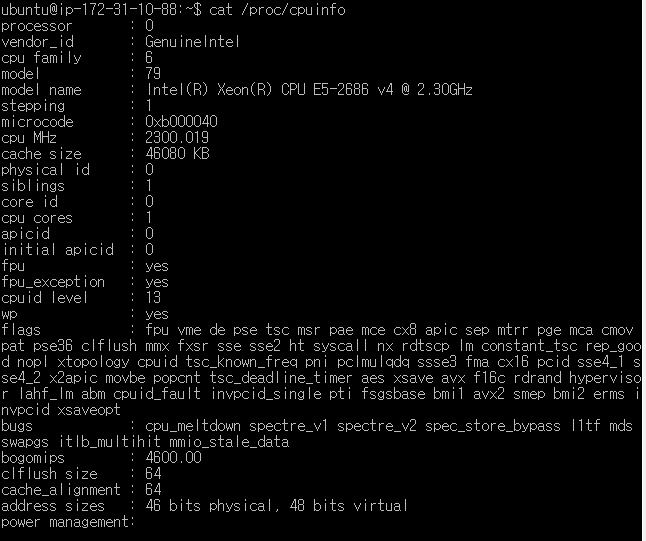 ubuntu@ip-172-31-10-88:~$ cat /proc/cpuinfo
processor : 0
vendor_id : GenuineIntel
cpu family : 6
model : 79
model name : Intel(R) Xeon(R) CPU E5-2686 v4 @ 2.30GHz
stepping : 1
microcode : 0xb000040
cpu MHz : 2300.019
cache size : 46080 KB
physical id : 0
siblings : 1
core id : 0
cpu cores : 1
apicid : 0
initial apicid : 0
fpu : yes
fpu_exception : yes
cpuid level : 13
wp : yes
flags : fpu vme de pse tsc msr pae mce cx8 apic sep mtrr pge mca cmov
pat pse36 clflush mmx fxsr sse sse2 ht syscall nx rdtscp lm constant_tsc rep_goo
d nopl xtopology cpuid tsc_known_freq pni pclmulqdq ssse3 fma cx16 pcid sse4_1 s
se4_2 x2apic movbe popcnt tsc_deadline_timer aes xsave avx f16c rdrand hyperviso
r lahf_lm abm cpuid_fault invpcid_single pti fsgsbase bmi1 avx2 smep bmi2 erms i
nvpcid xsaveopt
bugs : cpu_meltdown spectre_v1 spectre_v2 spec_store_bypass l1tf mds
swapgs itlb_multihit mmio_stale_data
bogomips : 4600.00
clflush size : 64
cache_alignment : 64
address sizes : 46 bits physical, 48 bits virtual
power management: